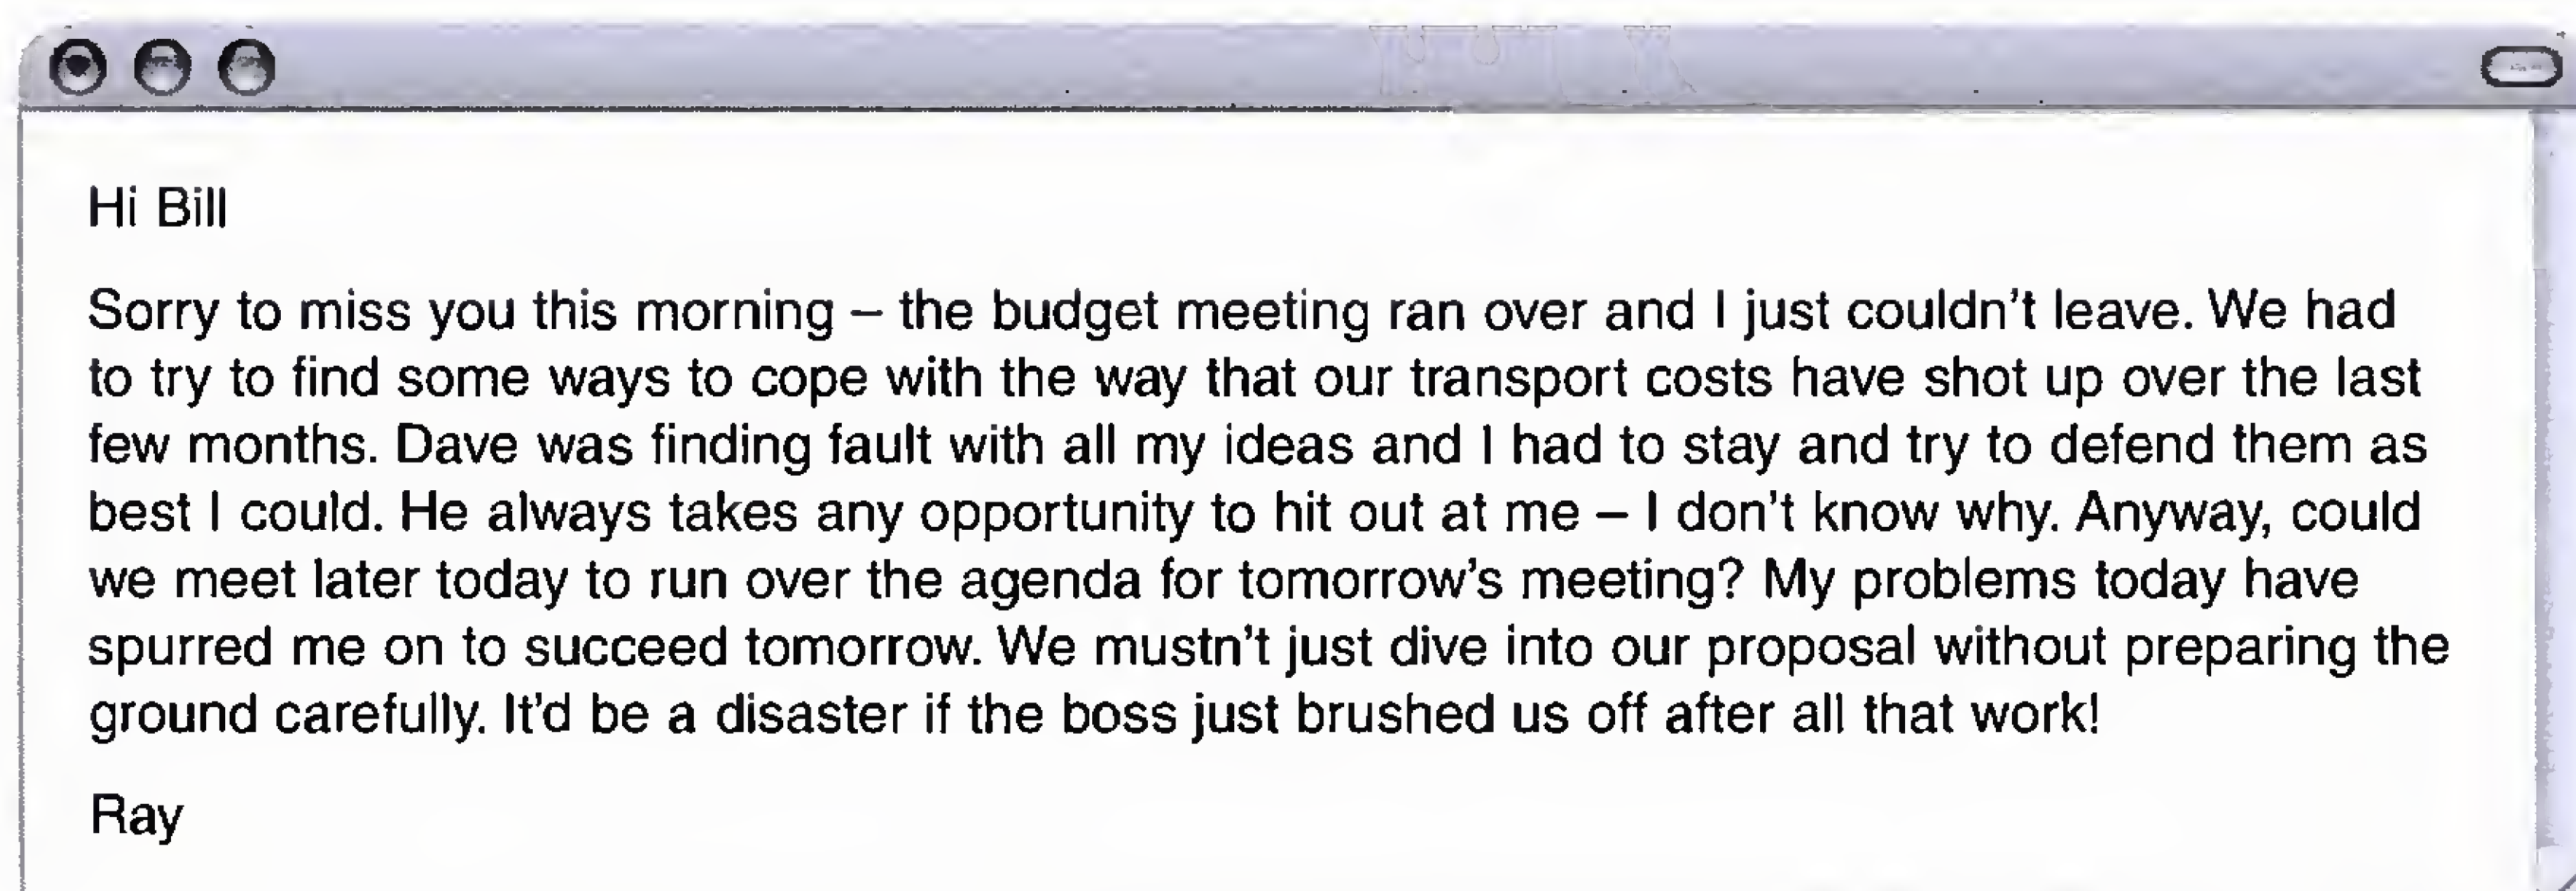 Hi Bill
Sorry to miss you this morning – the budget meeting ran over and I just couldn't leave. We had
to try to find some ways to cope with the way that our transport costs have shot up over the last
few months. Dave was finding fault with all my ideas and I had to stay and try to defend them as
best I could. He always takes any opportunity to hit out at me – I don't know why. Anyway, could
we meet later today to run over the agenda for tomorrow's meeting? My problems today have
spurred me on to succeed tomorrow. We mustn't just dive into our proposal without preparing the
ground carefully. It'd be a disaster if the boss just brushed us off after all that work!
Ray